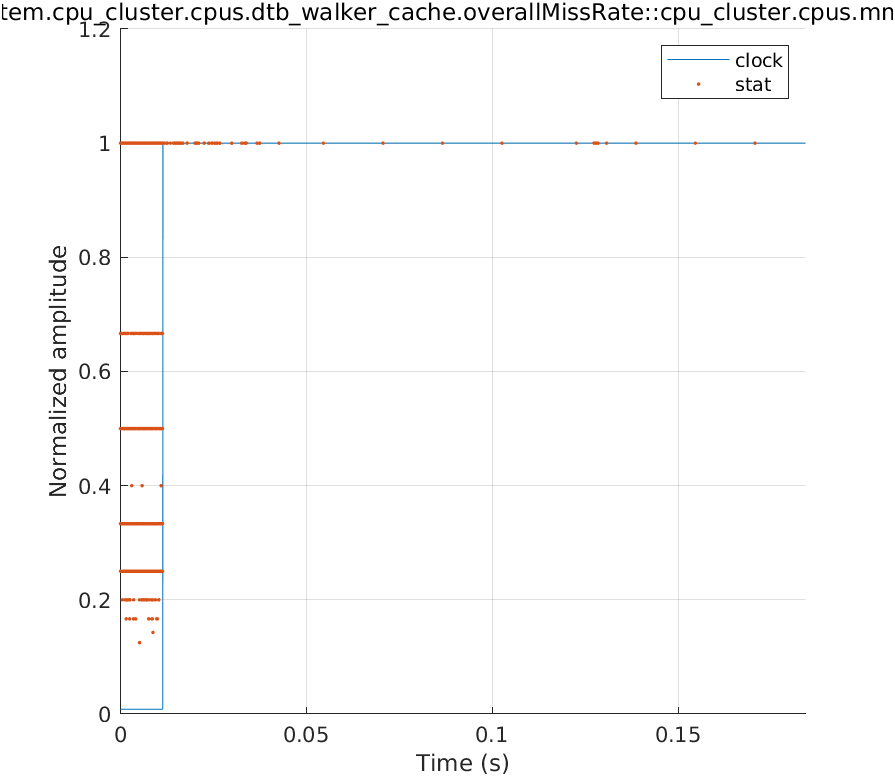 tem.cpu_cluster.cpus.dtb_walker_cache.overallMissRate::cpu_cluster.cpus.mm
1.2
clock
stat
1
0.8
Normalized amplitude
0.6
0.4
0.2
0
0 0.05 0.1 0.15
Time (s)